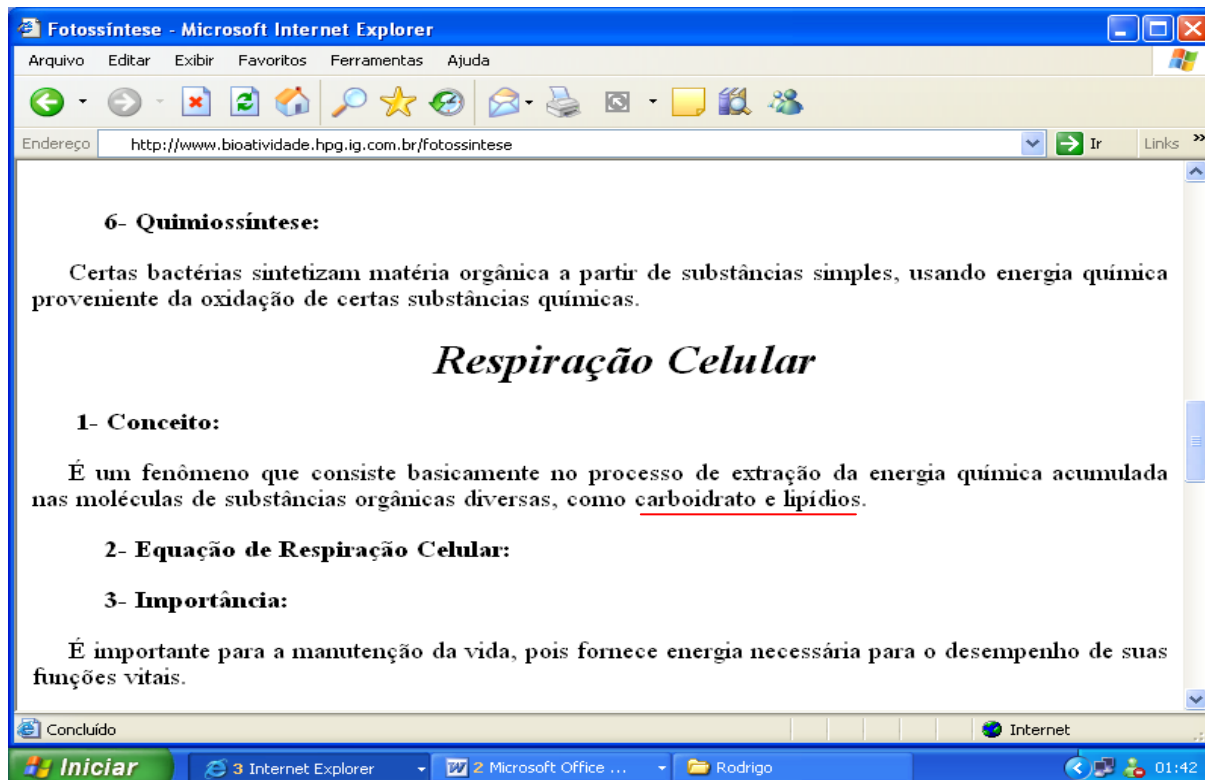 Fotossíntese - Microsoft Internet Explorer
Arquivo Editar Exibir Favoritos Ferramentas Ajuda
Endereço http://www.bioatividade.hpg.ig.com.br/fotossintese Ir Links »
6- Quimiossíntese:
Certas bactérias sintetizam matéria orgânica a partir de substâncias simples, usando energia química
proveniente da oxidação de certas substâncias químicas.
Respiração Celular
1- Conceito:
É um fenômeno que consiste basicamente no processo de extração da energia química acumulada
nas moléculas de substâncias orgânicas diversas, como carboidrato e lipídios.
2- Equação de Respiração Celular:
3- Importância:
É importante para a manutenção da vida, pois fornece energia necessária para o desempenho de suas
funções vitais.
Concluído Internet
Iniciar 3 Internet Explorer 2 Microsoft Office ... Rodrigo 01:42